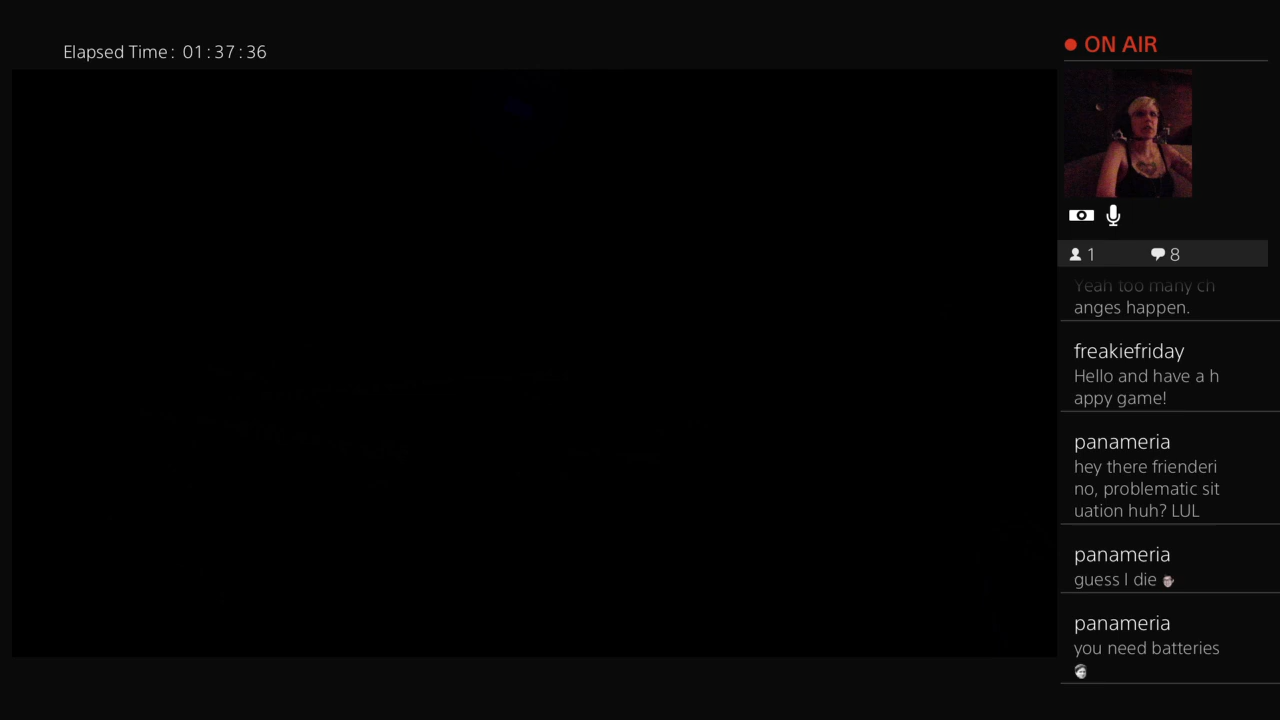 Elapsed Time: 01:37:36
ON AIR
1
8
Yeah too many ch
anges happen.
freakiefriday
Hello and have a h
appy game!
panameria
hey there frienderi
no, problematic sit
uation huh? LUL
panameria
guess I die
panameria
you need batteries